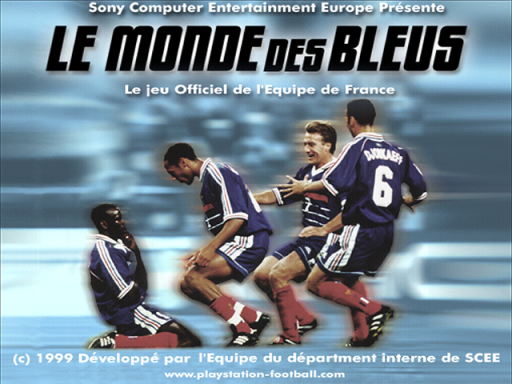 Sony Computer Entertainment Europe Présente
LE MONDE DES BLEUS
Le jeu Officiel de l'Equipe de France
DJORKAEFF
6
(c) 1999 Développé par l'Equipe du départment interne de SCEE
www.playstation-football.com